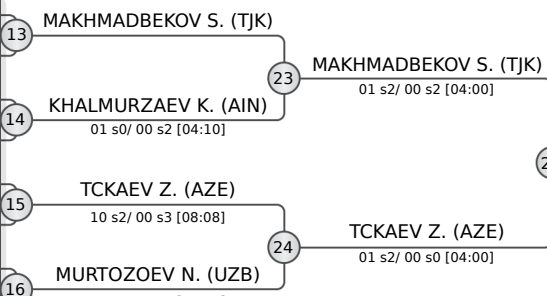 MAKHMADBEKOV S. (TJK)
13
MAKHMADBEKOV S. (TJK)
23
01 s2/ 00 s2 [04:00]
KHALMURZAEV K. (AIN)
14
01 s0/ 00 s2 [04:10]
TCKAEV Z. (AZE)
15
10 s2/ 00 s3 [08:08]
TCKAEV Z. (AZE)
24
01 s2/ 00 s0 [04:00]
MURTOZOEV N. (UZB)
16